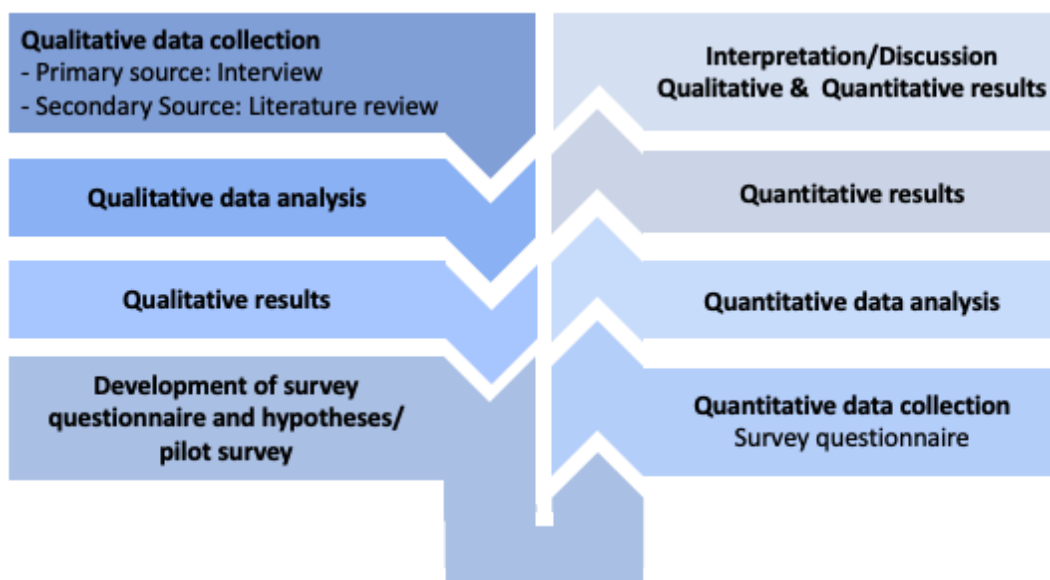 Qualitative data collection
- Primary source: Interview
- Secondary Source: Literature review
Qualitative data analysis
Qualitative results
Development of survey
questionnaire and hypotheses/
pilot survey
Interpretation/Discussion
Qualitative & Quantitative results
Quantitative results
Quantitative data analysis
Quantitative data collection
Survey questionnaire